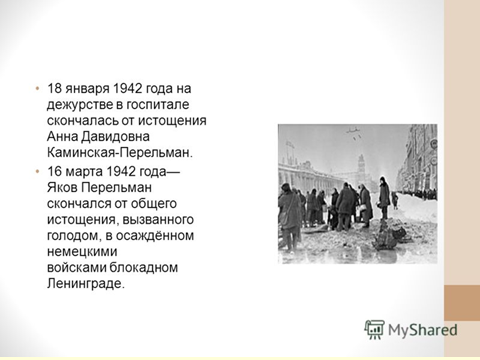 • 18 января 1942 года на
дежурстве в госпитале
скончалась от истощения
Анна Давидовна
Каминская-Перельман.
• 16 марта 1942 года—
Яков Перельман
скончался от общего
истощения, вызванного
голодом, в осаждённом
немецкими
войсками блокадном
Ленинграде.
MyShared